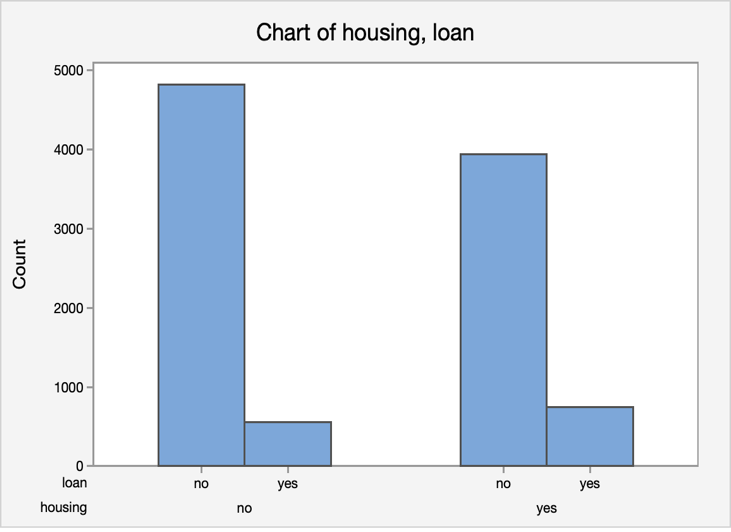 Chart of housing, loan
5000
4000
3000
2000
1000
0
Count
loan no yes no yes
housing no yes